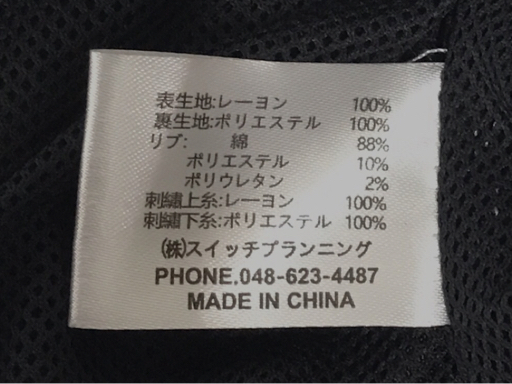 表生地:レーヨン 100%
裏生地:ポリエステル 100%
リブ: 綿 88%
ポリエステル 10%
ポリウレタン 2%
刺繍上糸:レーヨン 100%
刺繍下糸:ポリエステル 100%
(株)スイッチプランニング
PHONE.048-623-4487
MADE IN CHINA